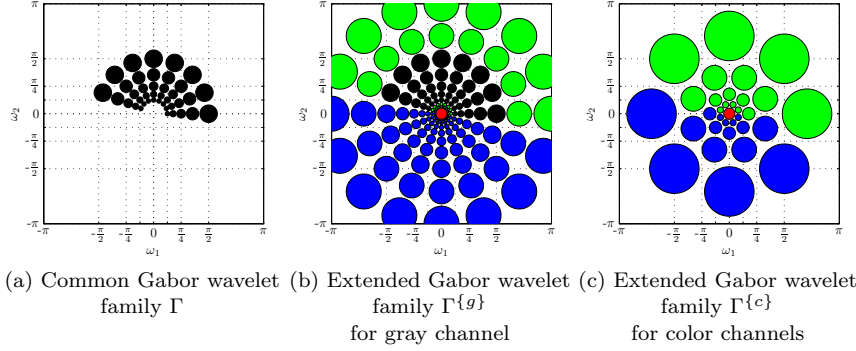 π π π
π/2 π/2 π/2
π/4 π/4 π/4
ω₂ 0 ω₂ 0 ω₂ 0
-π/4 -π/4 -π/4
-π/2 -π/2 -π/2
-π -π -π
-π -π/2 -π/4 0 π/4 π/2 π -π -π/2 -π/4 0 π/4 π/2 π -π -π/2 -π/4 0 π/4 π/2 π
ω₁ ω₁ ω₁
(a) Common Gabor wavelet (b) Extended Gabor wavelet (c) Extended Gabor wavelet
family Γ family Γ{g} family Γ{c}
for gray channel for color channels